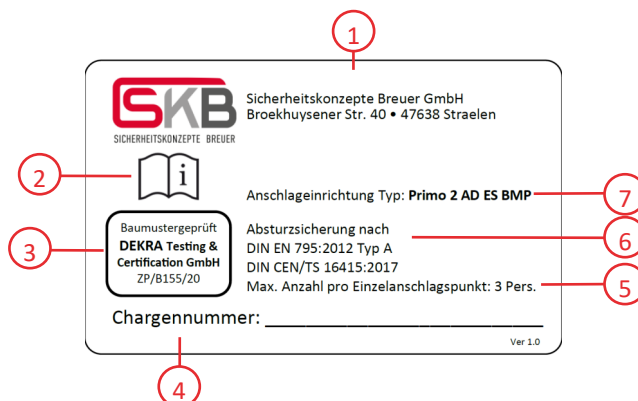 1
SKB
SICHERHEITSKONZEPTE BREUER
Sicherheitskonzepte Breuer GmbH
Broekhuysener Str. 40 • 47638 Straelen
2
i
Anschlageinrichtung Typ: Primo 2 AD ES BMP
7
3
Baumustergeprüft
DEKRA Testing &
Certification GmbH
ZP/B155/20
Absturzsicherung nach
6
DIN EN 795:2012 Typ A
DIN CEN/TS 16415:2017
Max. Anzahl pro Einzelanschlagspunkt: 3 Pers.
5
Chargennummer: ____________________
Ver 1.0
4